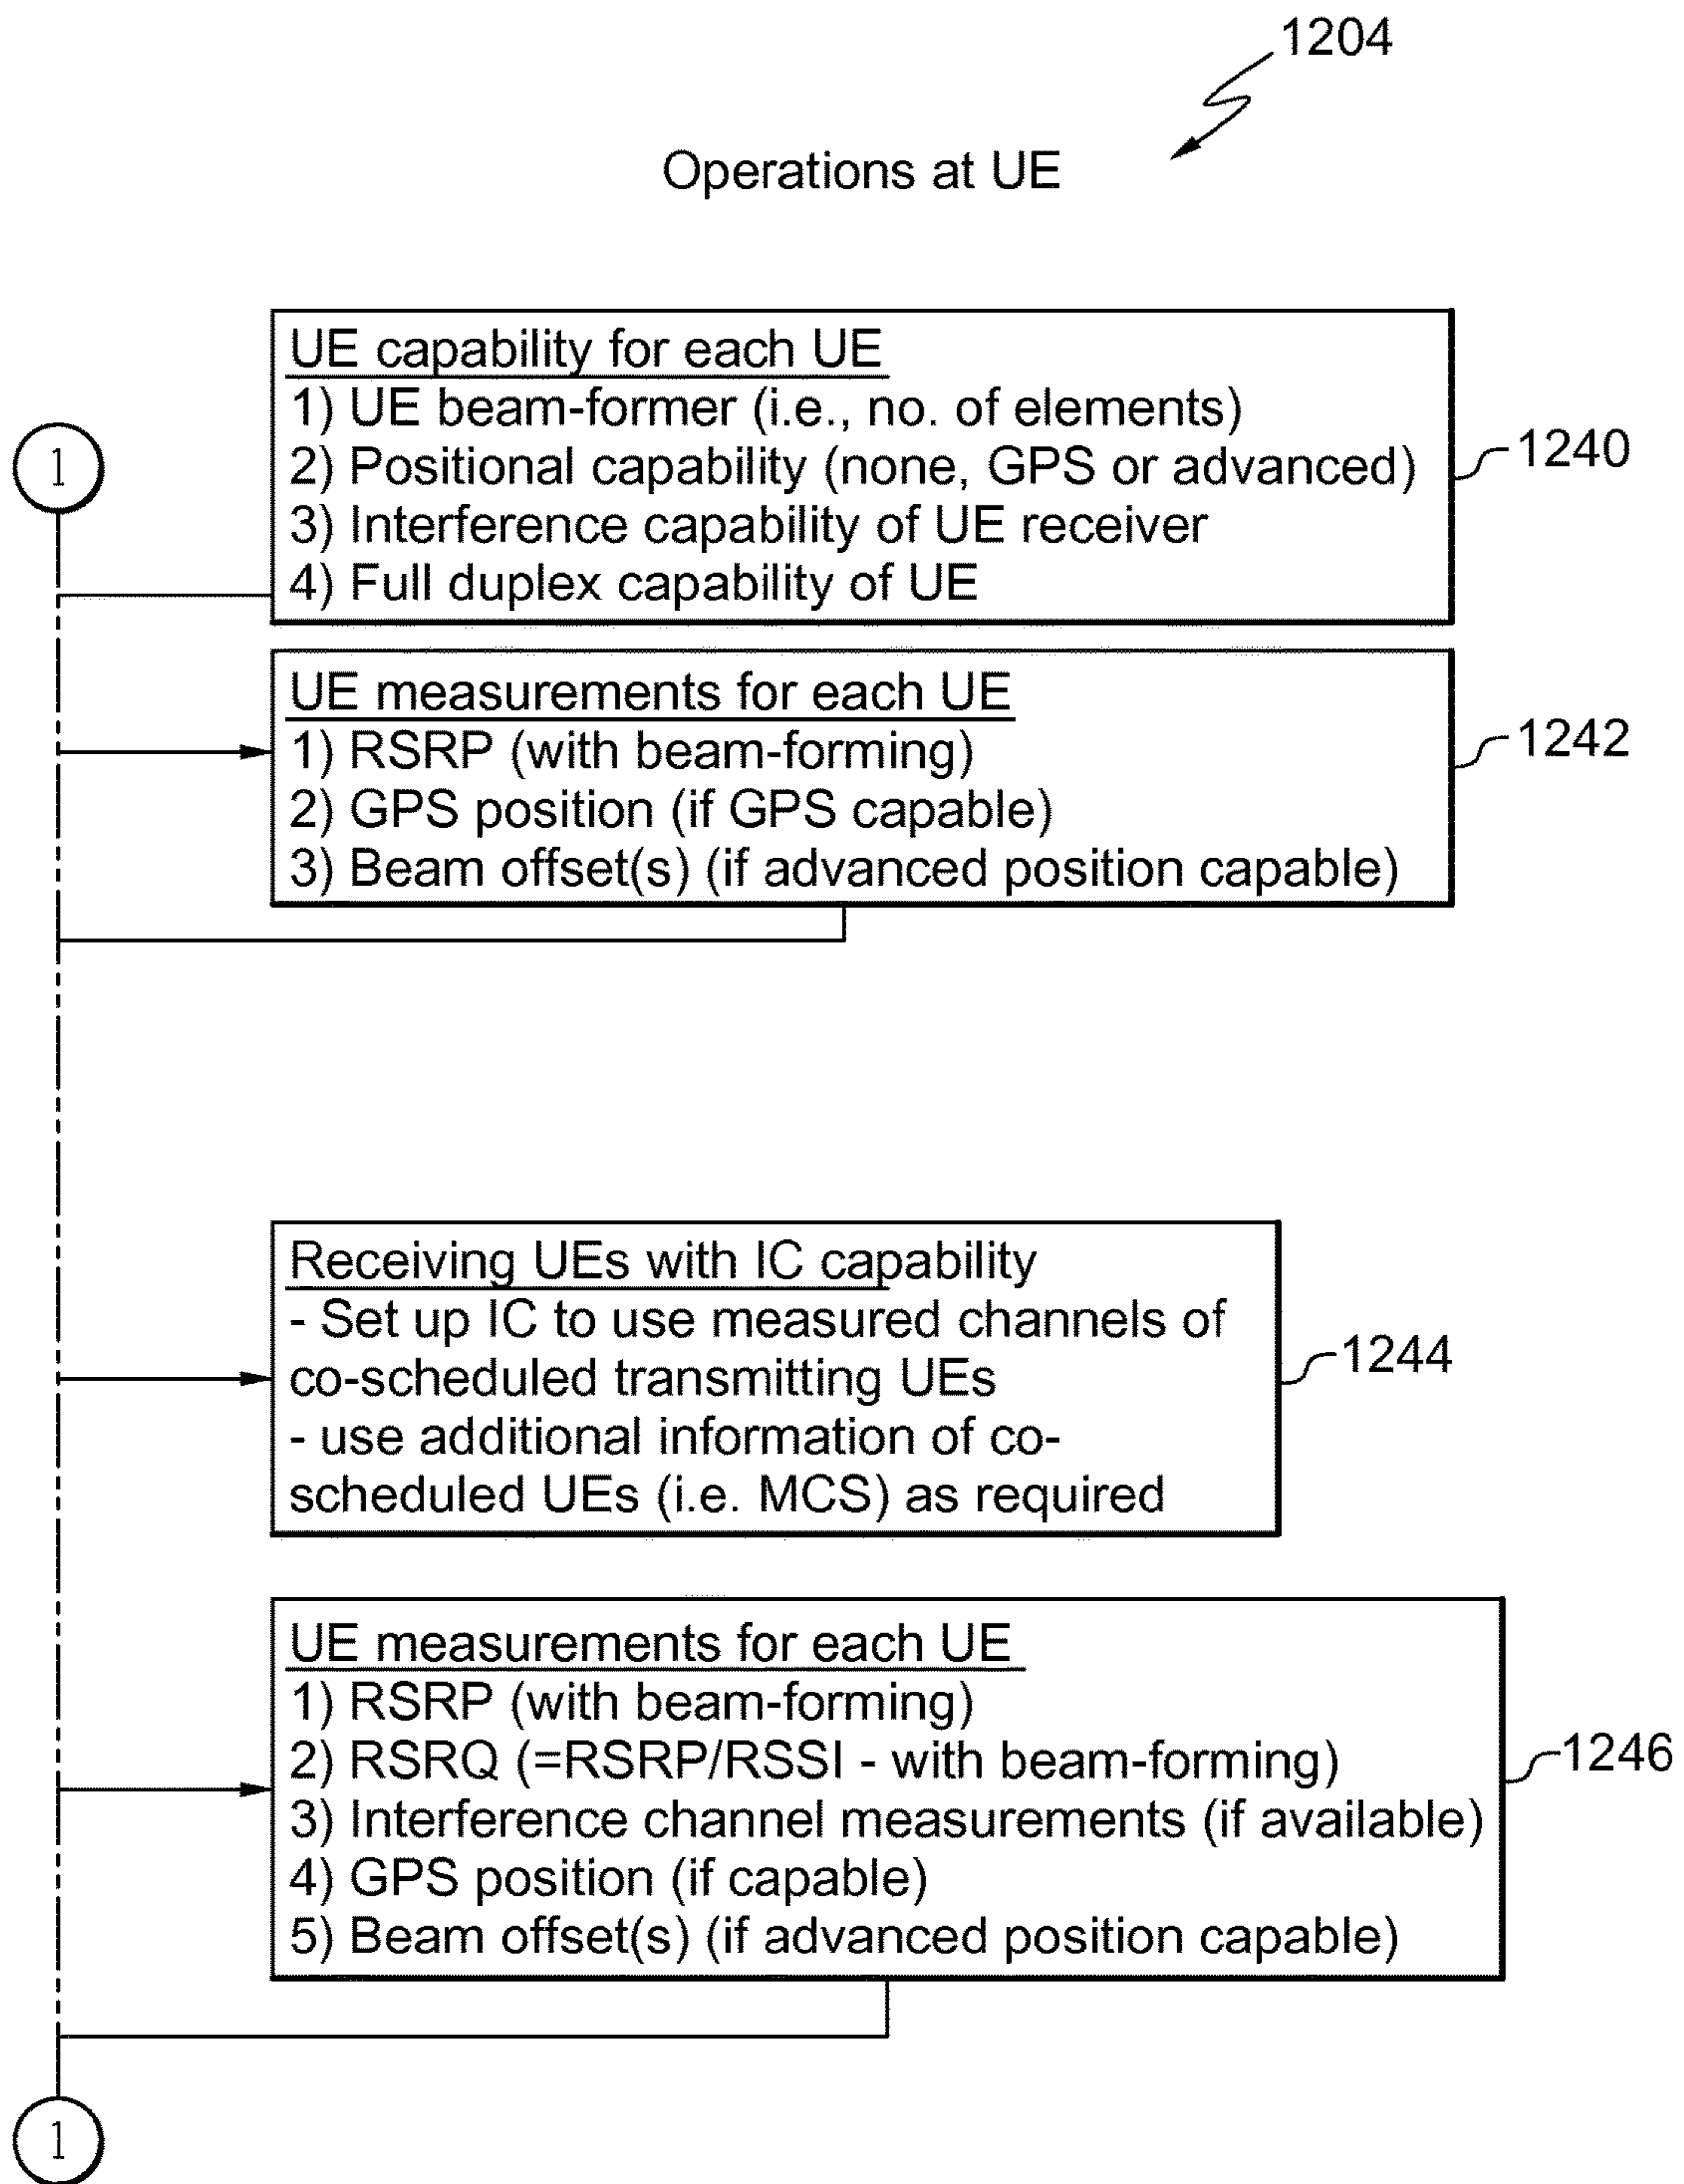 1204
Operations at UE
UE capability for each UE
1) UE beam-former (i.e., no. of elements)
2) Positional capability (none, GPS or advanced)
3) Interference capability of UE receiver
4) Full duplex capability of UE
1240
1
UE measurements for each UE
1) RSRP (with beam-forming)
2) GPS position (if GPS capable)
3) Beam offset(s) (if advanced position capable)
1242
Receiving UEs with IC capability
- Set up IC to use measured channels of
co-scheduled transmitting UEs
- use additional information of co-
scheduled UEs (i.e. MCS) as required
1244
UE measurements for each UE
1) RSRP (with beam-forming)
2) RSRQ (=RSRP/RSSI - with beam-forming)
3) Interference channel measurements (if available)
4) GPS position (if capable)
5) Beam offset(s) (if advanced position capable)
1246
1